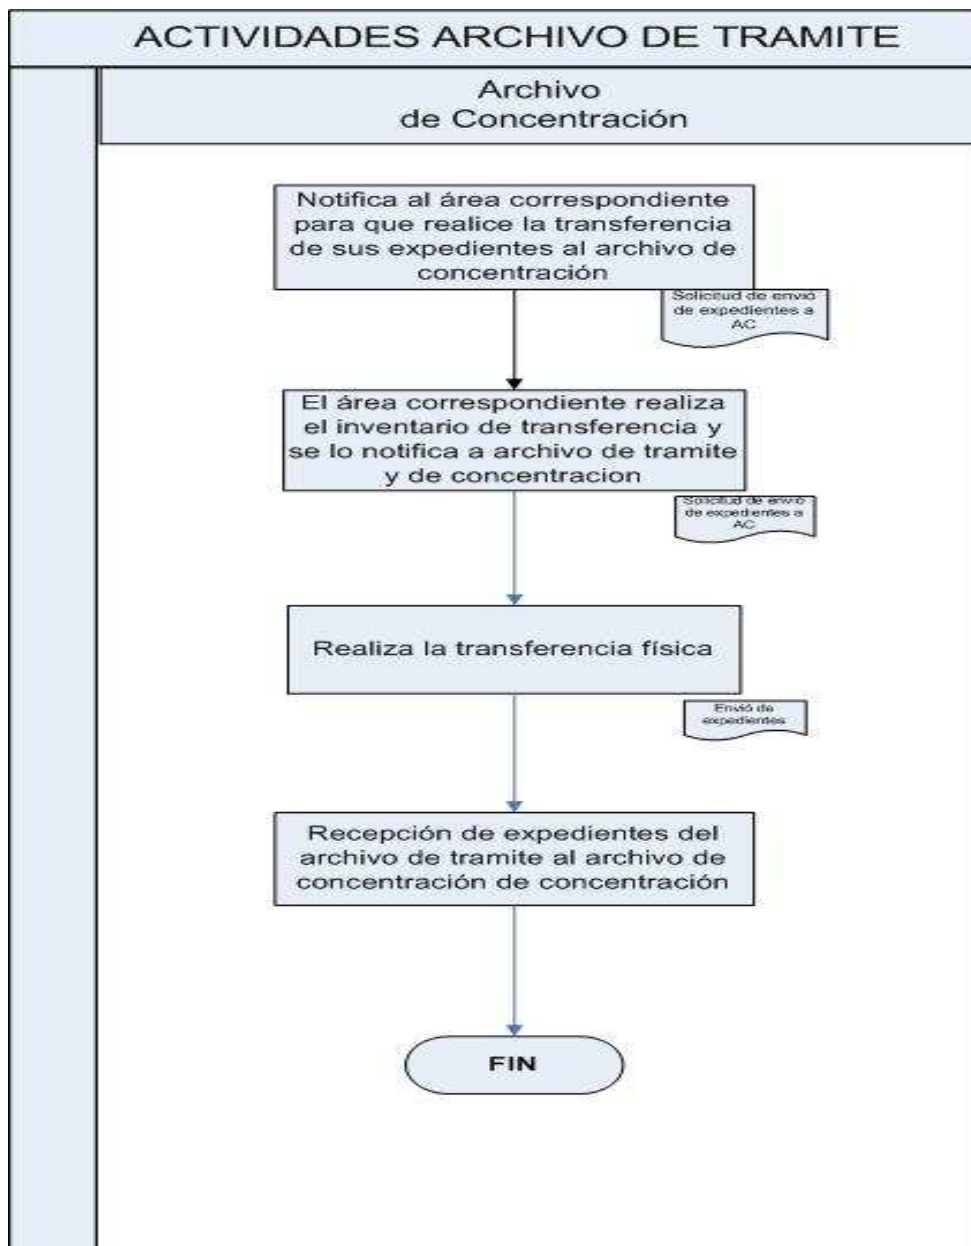 ACTIVIDADES ARCHIVO DE TRAMITE
Archivo
de Concentración
Notifica al área correspondiente
para que realice la transferencia
de sus expedientes al archivo de
concentración
Solicitud de envió
de expedientes a
AC
El área correspondiente realiza
el inventario de transferencia y
se lo notifica a archivo de tramite
y de concentracion
Solicitud de envió
de expedientes a
AC
Realiza la transferencia física
Envió de
expedientes
Recepción de expedientes del
archivo de tramite al archivo de
concentración de concentración
FIN